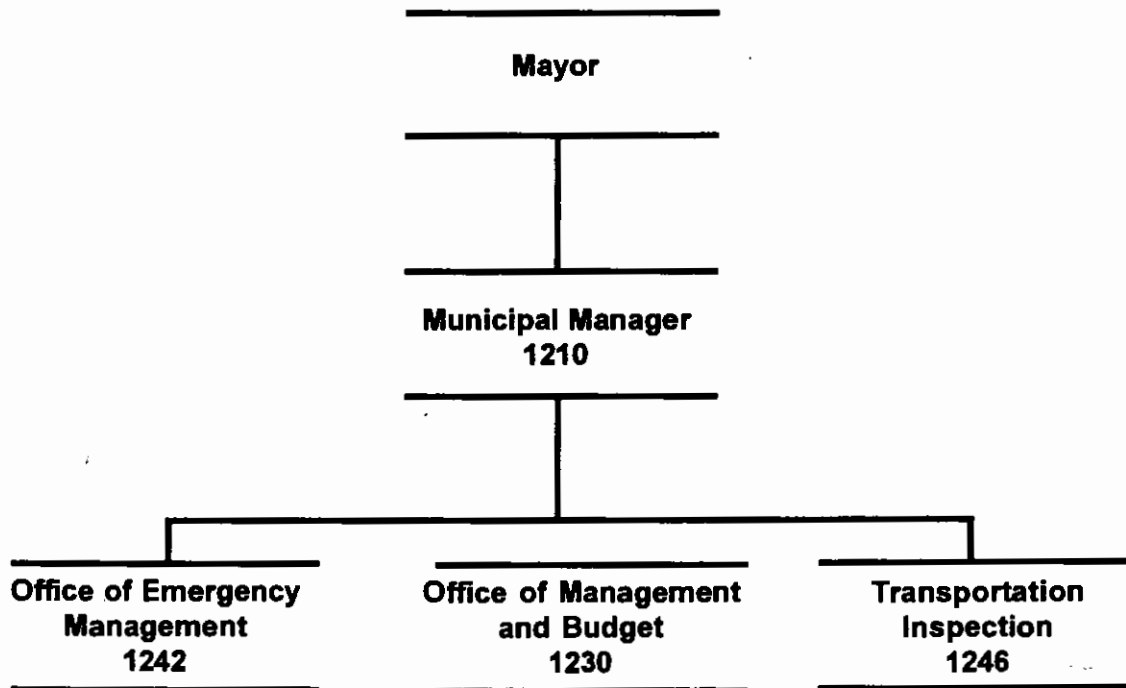 Mayor
Municipal Manager
1210
Office of Emergency
Management
1242
Office of Management
and Budget
1230
Transportation
Inspection
1246